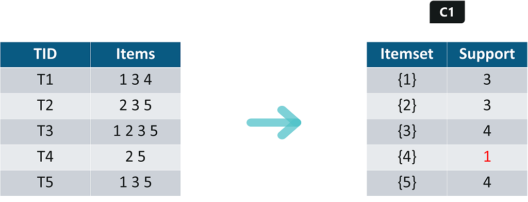 C1
TID Items
T1 1 3 4
T2 2 3 5
T3 1 2 3 5
T4 2 5
T5 1 3 5
Itemset Support
{1} 3
{2} 3
{3} 4
{4} 1
{5} 4